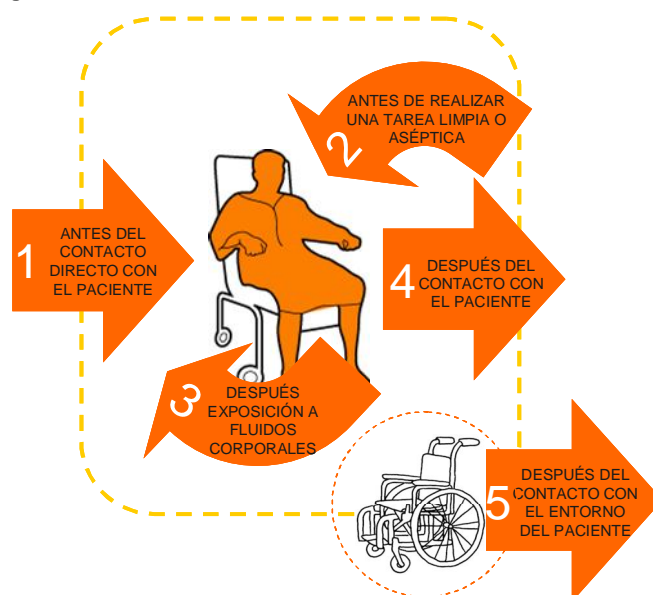 1
ANTES DEL
CONTACTO
DIRECTO CON
EL PACIENTE
2
ANTES DE REALIZAR
UNA TAREA LIMPIA O
ASÉPTICA
3
DESPUÉS
EXPOSICIÓN A
FLUIDOS
CORPORALES
4
DESPUÉS DEL
CONTACTO CON
EL PACIENTE
5
DESPUÉS DEL
CONTACTO CON
EL ENTORNO
DEL PACIENTE